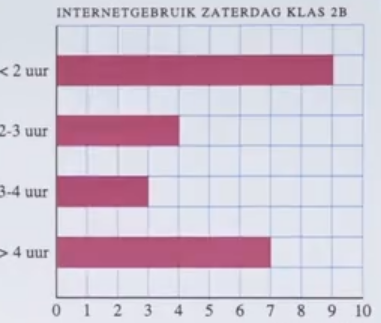 INTERNETGEBRUIK ZATERDAG KLAS 2B
< 2 uur
2-3 uur
3-4 uur
> 4 uur
0 1 2 3 4 5 6 7 8 9 10